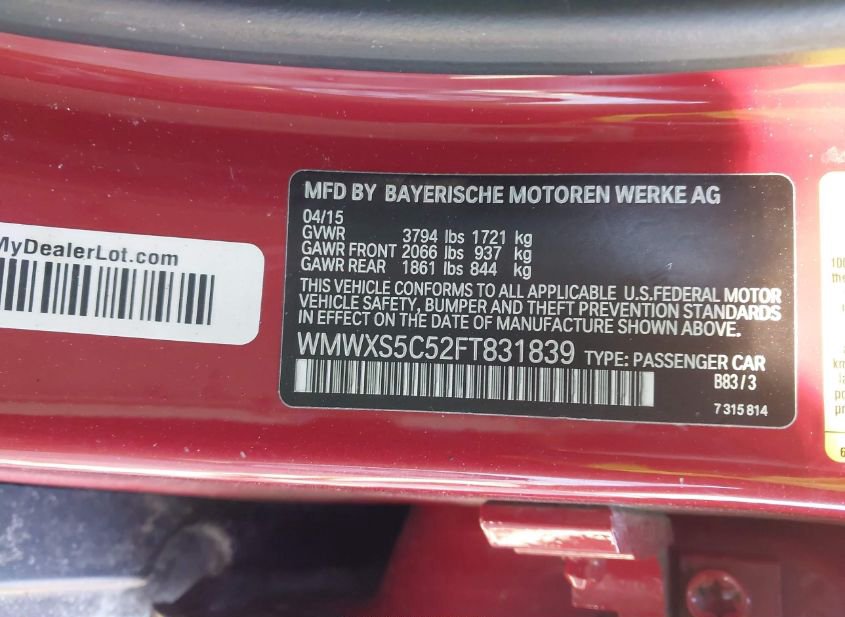 MyDealerLot.com
MFD BY BAYERISCHE MOTOREN WERKE AG
04/15
GVWR 3794 lbs 1721 kg
GAWR FRONT 2066 lbs 937 kg
GAWR REAR 1861 lbs 844 kg
THIS VEHICLE CONFORMS TO ALL APPLICABLE U.S.FEDERAL MOTOR
VEHICLE SAFETY, BUMPER AND THEFT PREVENTION STANDARDS
IN EFFECT ON THE DATE OF MANUFACTURE SHOWN ABOVE.
WMWXS5C52FT831839 TYPE: PASSENGER CAR
B83/3
7 315 814